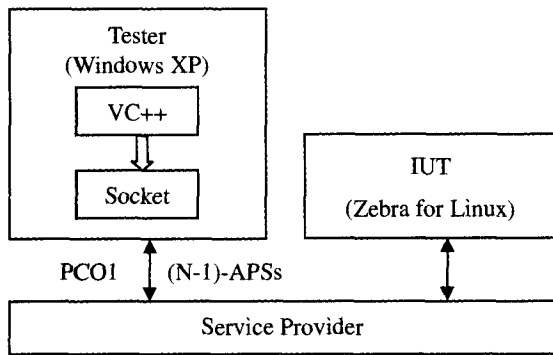 Tester
(Windows XP)
VC++
Socket
IUT
(Zebra for Linux)
PCO1
(N-1)-APSs
Service Provider